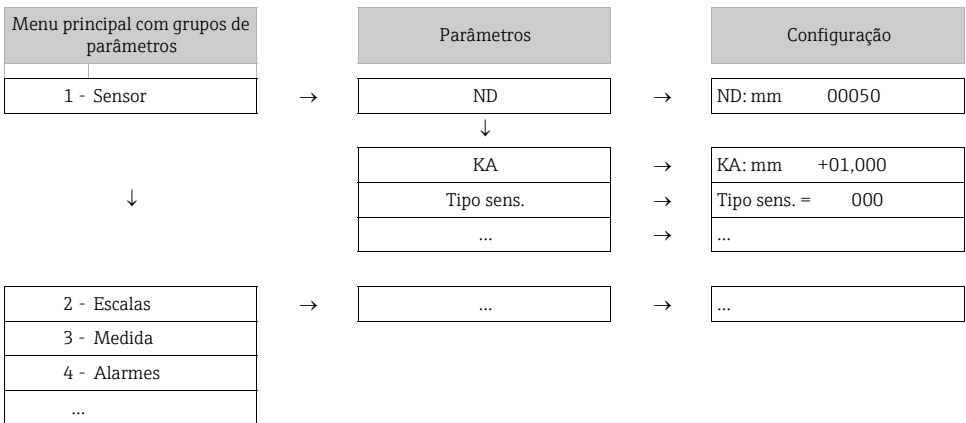 Menu principal com grupos de
parâmetros
Parâmetros
Configuração
1 - Sensor → ND → ND: mm 00050
↓
KA → KA: mm +01,000
↓ Tipo sens. → Tipo sens. = 000
... → ...
2 - Escalas → ... → ...
3 - Medida
4 - Alarmes
...